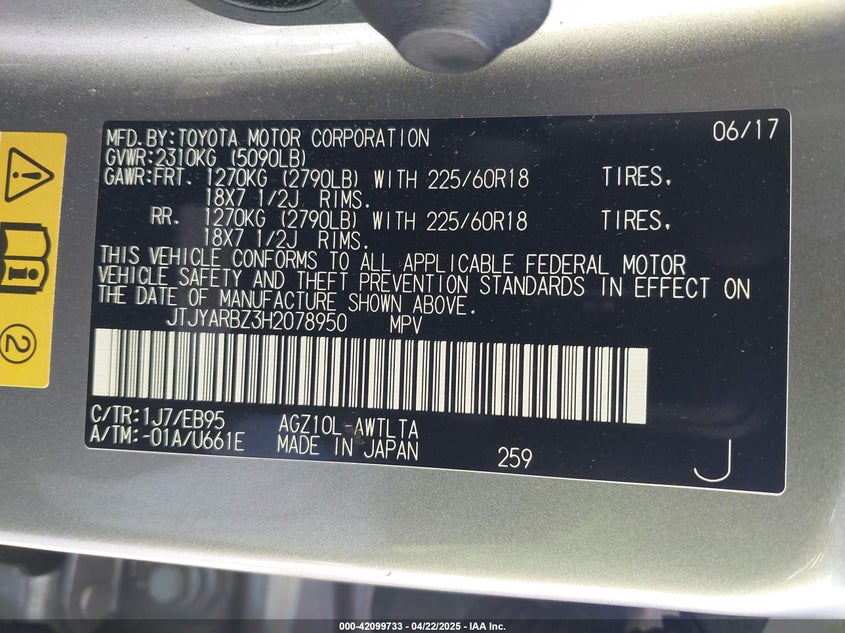 MFD.BY:TOYOTA MOTOR CORPORATION 06/17
GVWR:2310KG (5090LB)
GAWR:FRT. 1270KG (2790LB) WITH 225/60R18 TIRES,
18X7 1/2J RIMS.
RR. 1270KG (2790LB) WITH 225/60R18 TIRES,
18X7 1/2J RIMS.
THIS VEHICLE CONFORMS TO ALL APPLICABLE FEDERAL MOTOR
VEHICLE SAFETY AND THEFT PREVENTION STANDARDS IN EFFECT ON
THE DATE OF MANUFACTURE SHOWN ABOVE.
JTJYARBZ3H2078950 MPV
C/TR:1J7/EB95 AGZ10L-AWTLTA
A/TM:-01A/U661E MADE IN JAPAN 259 J
2
000-42099733 - 04/22/2025 - IAA Inc.